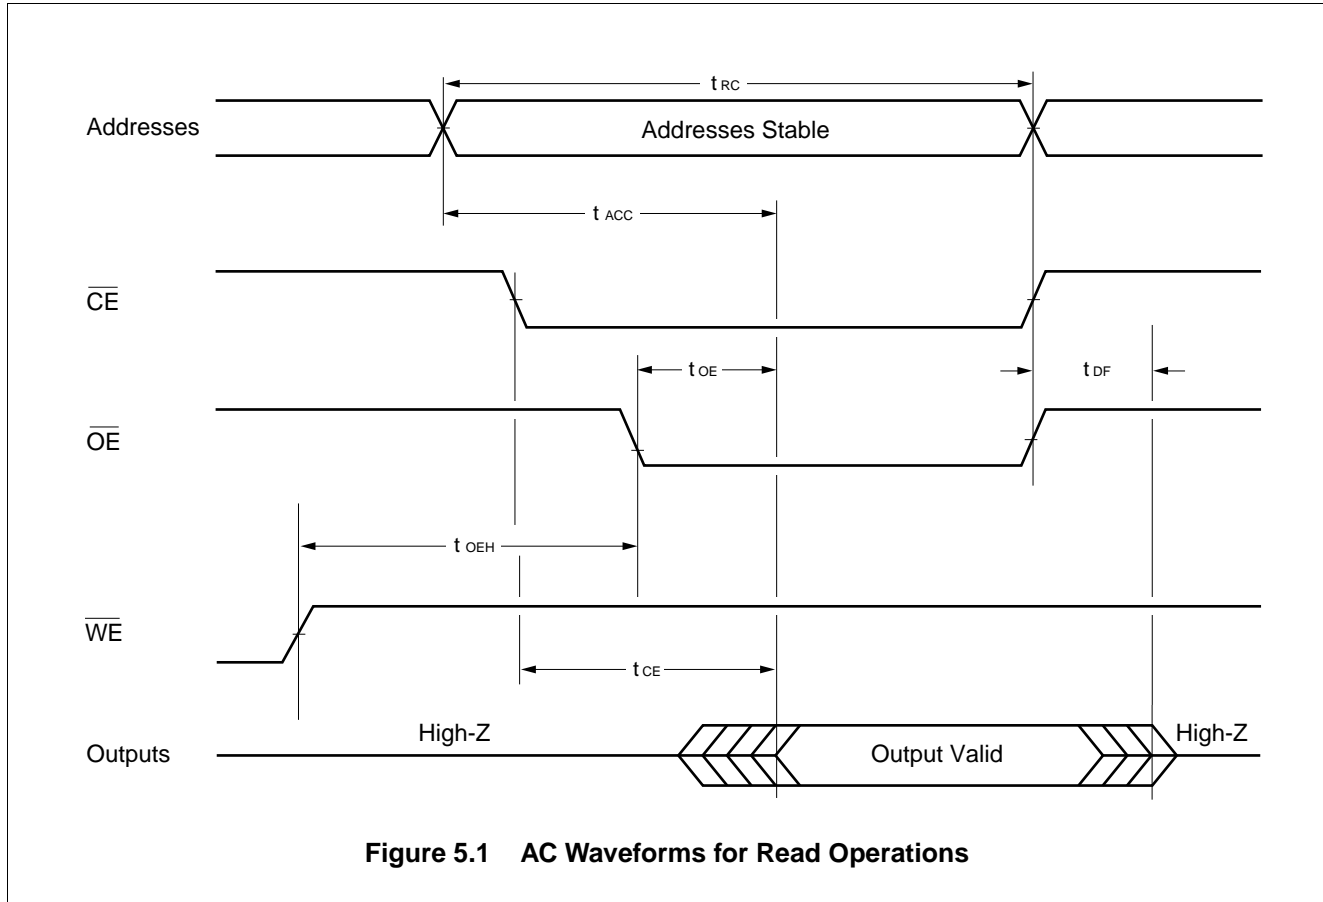 t RC
Addresses
Addresses Stable
t ACC
CE
t OE
t DF
OE
t OEH
WE
t CE
High-Z
High-Z
Outputs
Output Valid
Figure 5.1 AC Waveforms for Read Operations